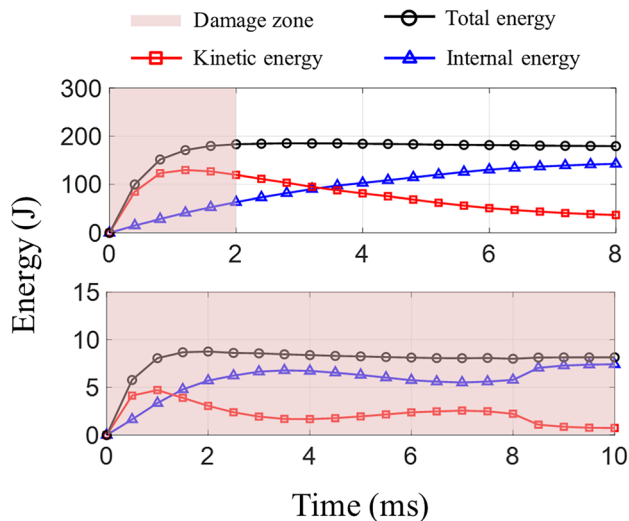 Damage zone Total energy
Kinetic energy Internal energy
300
200
100
0
0 2 4 6 8
Energy (J)
15
10
5
0
0 2 4 6 8 10
Time (ms)